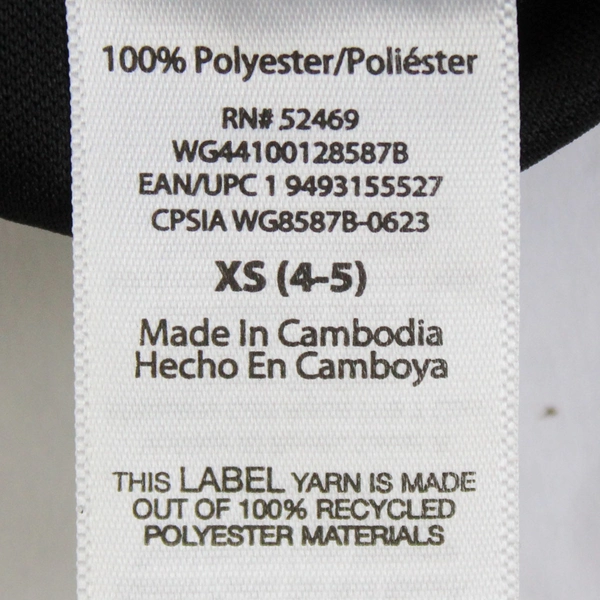 100% Polyester/Poliéster
RN# 52469
WG44100128587B
EAN/UPC 1 9493155527
CPSIA WG8587B-0623
XS (4-5)
Made In Cambodia
Hecho En Camboya
THIS LABEL YARN IS MADE
OUT OF 100% RECYCLED
POLYESTER MATERIALS